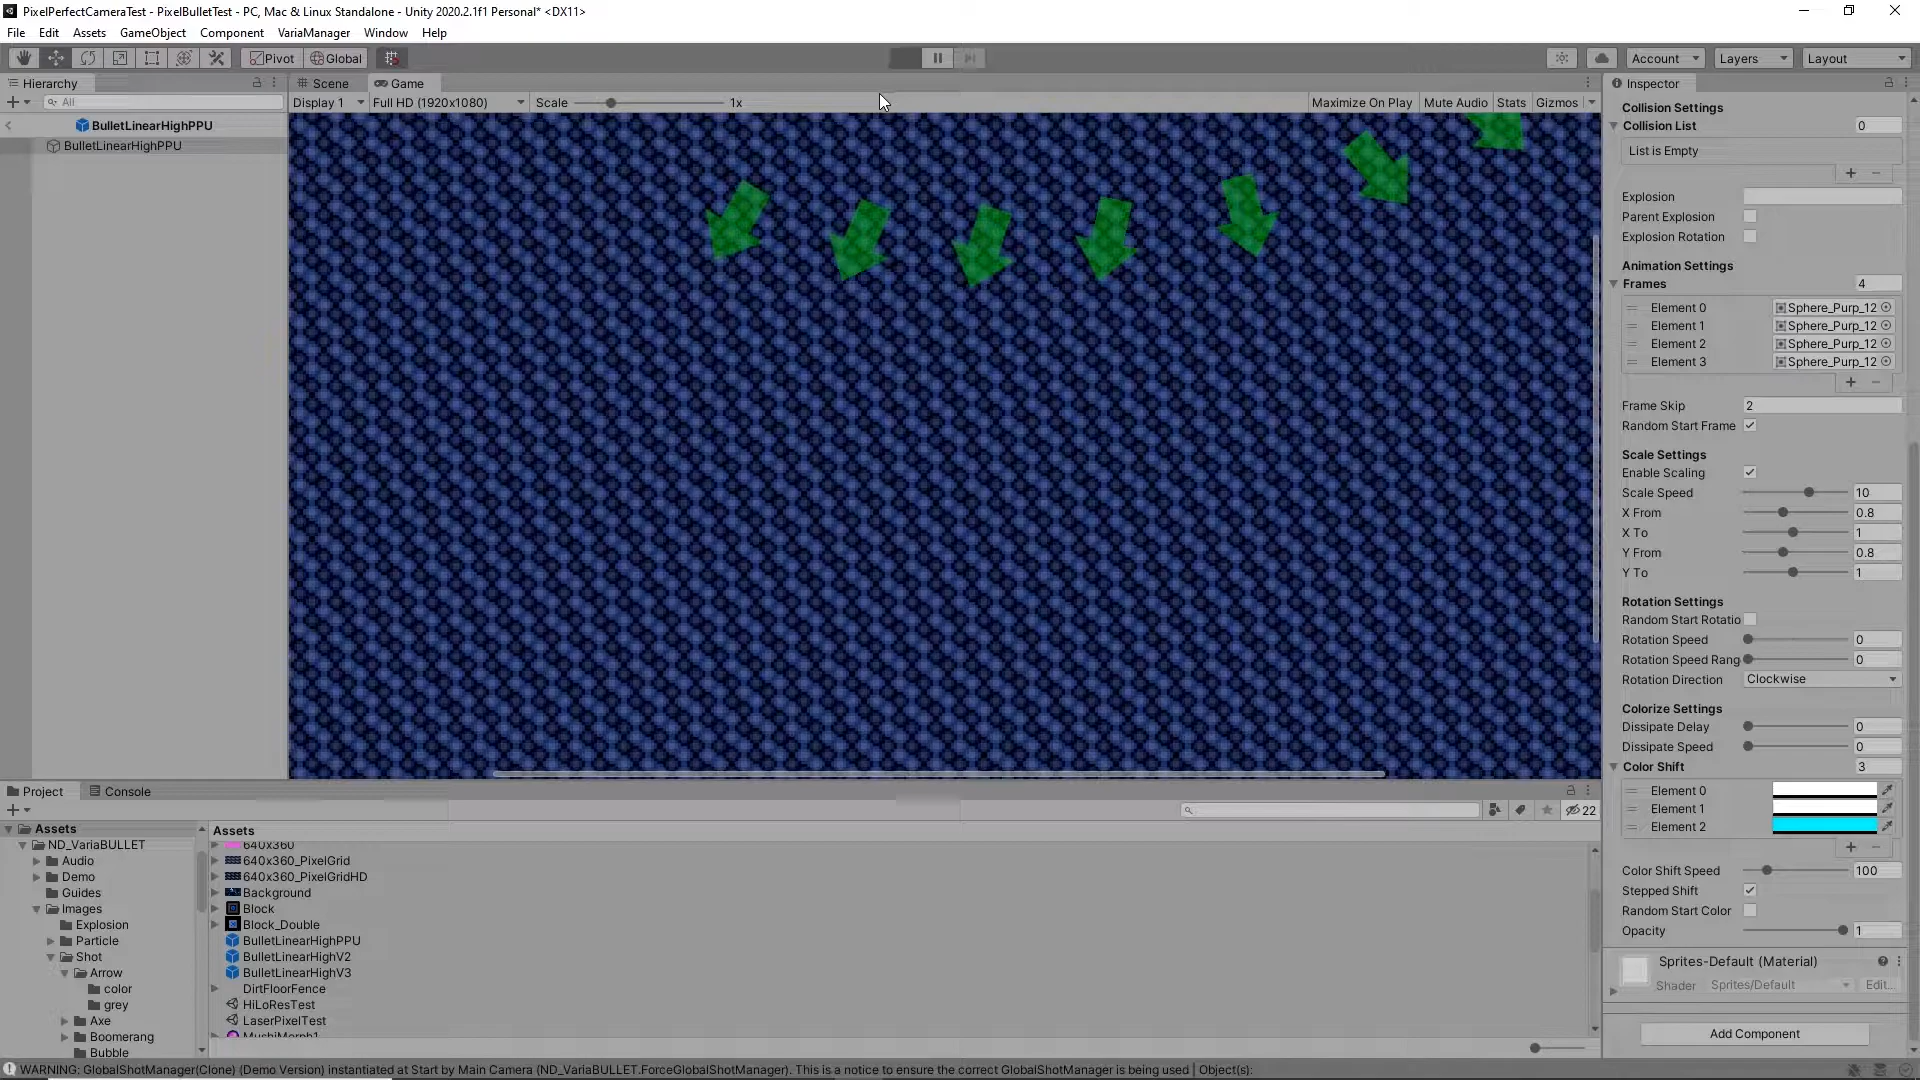 PixelPerfectCameraTest - PixelBulletTest - PC, Mac & Linux Standalone - Unity 2020.2.1f1 Personal* <DX11>
File Edit Assets GameObject Component VariaManager Window Help
Pivot Global Account Layers Layout
Hierarchy Scene Game Inspector
All Display 1 Full HD (1920x1080) Scale 1x Maximize On Play Mute Audio Stats Gizmos
BulletLinearHighPPU
BulletLinearHighPPU
Collision Settings
Collision List 0
List is Empty
Explosion
Parent Explosion
Explosion Rotation
Animation Settings
Frames 4
Element 0 Sphere_Purp_12
Element 1 Sphere_Purp_12
Element 2 Sphere_Purp_12
Element 3 Sphere_Purp_12
Frame Skip 2
Random Start Frame
Scale Settings
Enable Scaling
Scale Speed 10
X From 0.8
X To 1
Y From 0.8
Y To 1
Rotation Settings
Random Start Rotatio
Rotation Speed 0
Rotation Speed Rang 0
Rotation Direction Clockwise
Colorize Settings
Dissipate Delay 0
Dissipate Speed 0
Color Shift 3
Element 0
Element 1
Element 2
Color Shift Speed 100
Stepped Shift
Random Start Color
Opacity 1
Sprites-Default (Material)
Shader Sprites/Default Edit...
Add Component
Project Console
22
Assets
ND_VariaBULLET
Audio
Demo
Guides
Images
Explosion
Particle
Shot
Arrow
color
grey
Axe
Boomerang
Bubble
Assets
640x360
640x360_PixelGrid
640x360_PixelGridHD
Background
Block
Block_Double
BulletLinearHighPPU
BulletLinearHighV2
BulletLinearHighV3
DirtFloorFence
HiLoResTest
LaserPixelTest
MushiMorph1
WARNING: GlobalShotManager(Clone) (Demo Version) instantiated at Start by Main Camera (ND_VariaBULLET.ForceGlobalShotManager). This is a notice to ensure the correct GlobalShotManager is being used | Object(s):